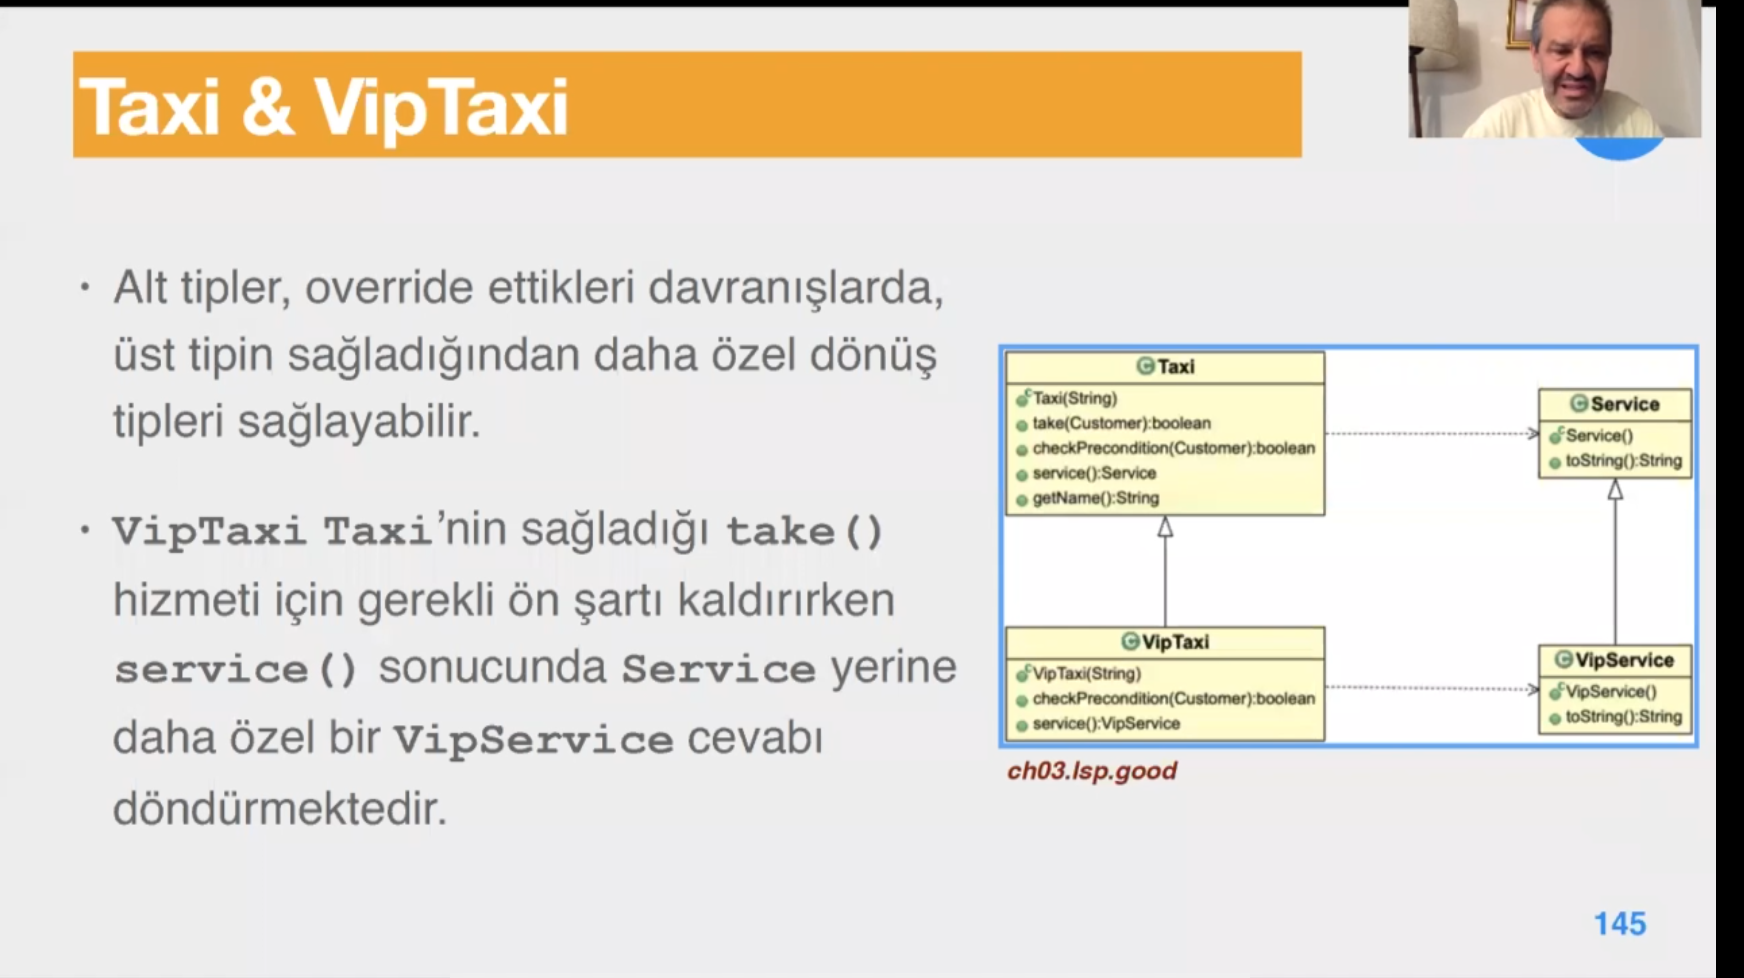 Taxi & VipTaxi
• Alt tipler, override ettikleri davranışlarda,
üst tipin sağladığından daha özel dönüş
tipleri sağlayabilir.
• VipTaxi Taxi’nin sağladığı take()
hizmeti için gerekli ön şartı kaldırırken
service() sonucunda Service yerine
daha özel bir VipService cevabı
döndürmektedir.
Taxi
Taxi(String)
take(Customer):boolean
checkPrecondition(Customer):boolean
service():Service
getName():String
Service
Service()
toString():String
VipTaxi
VipTaxi(String)
checkPrecondition(Customer):boolean
service():VipService
VipService
VipService()
toString():String
ch03.lsp.good
145